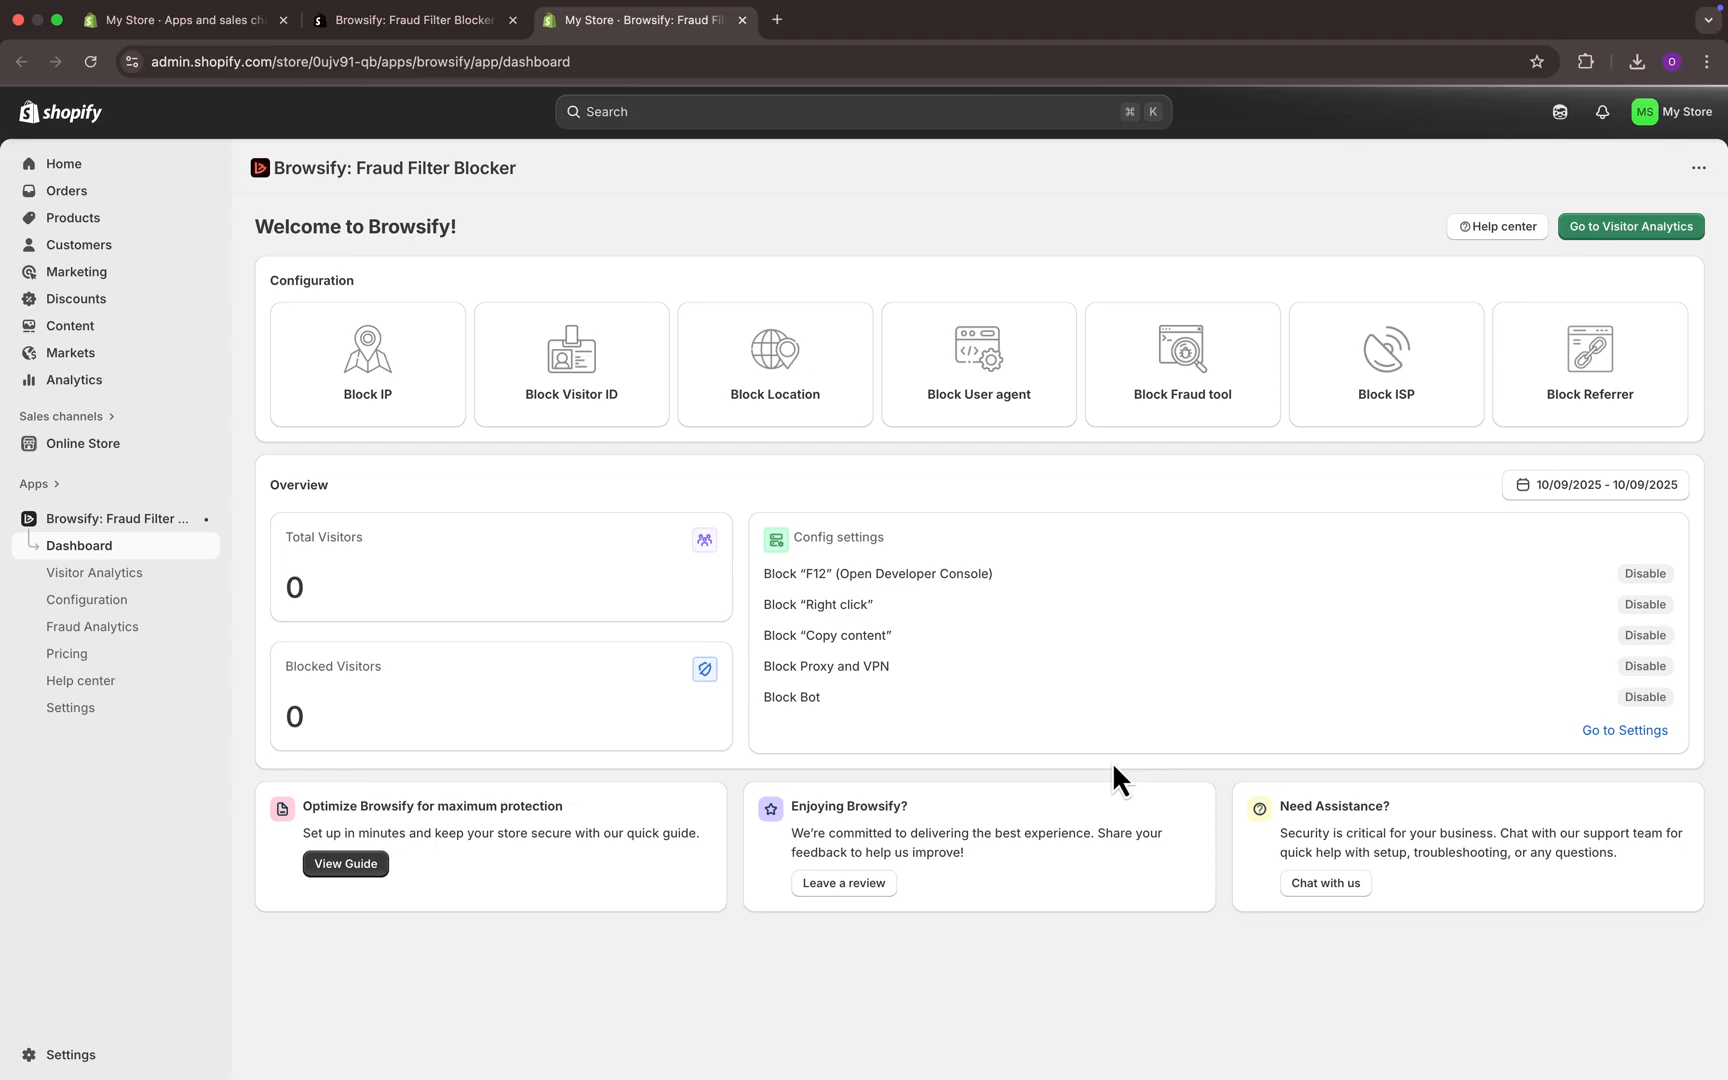 My Store · Apps and sales ch
Browsify: Fraud Filter Blocker
My Store · Browsify: Fraud Fil
admin.shopify.com/store/0ujv91-qb/apps/browsify/app/dashboard
O
shopify
Search
⌘ K
MS My Store
Home
Orders
Products
Customers
Marketing
Discounts
Content
Markets
Analytics
Sales channels
Online Store
Apps
Browsify: Fraud Filter ...
Dashboard
Visitor Analytics
Configuration
Fraud Analytics
Pricing
Help center
Settings
Settings
Browsify: Fraud Filter Blocker
Welcome to Browsify!
Help center
Go to Visitor Analytics
Configuration
Block IP
Block Visitor ID
Block Location
Block User agent
Block Fraud tool
Block ISP
Block Referrer
Overview
10/09/2025 - 10/09/2025
Total Visitors
0
Blocked Visitors
0
Config settings
Block “F12” (Open Developer Console) Disable
Block “Right click” Disable
Block “Copy content” Disable
Block Proxy and VPN Disable
Block Bot Disable
Go to Settings
Optimize Browsify for maximum protection
Set up in minutes and keep your store secure with our quick guide.
View Guide
Enjoying Browsify?
We’re committed to delivering the best experience. Share your
feedback to help us improve!
Leave a review
Need Assistance?
Security is critical for your business. Chat with our support team for
quick help with setup, troubleshooting, or any questions.
Chat with us